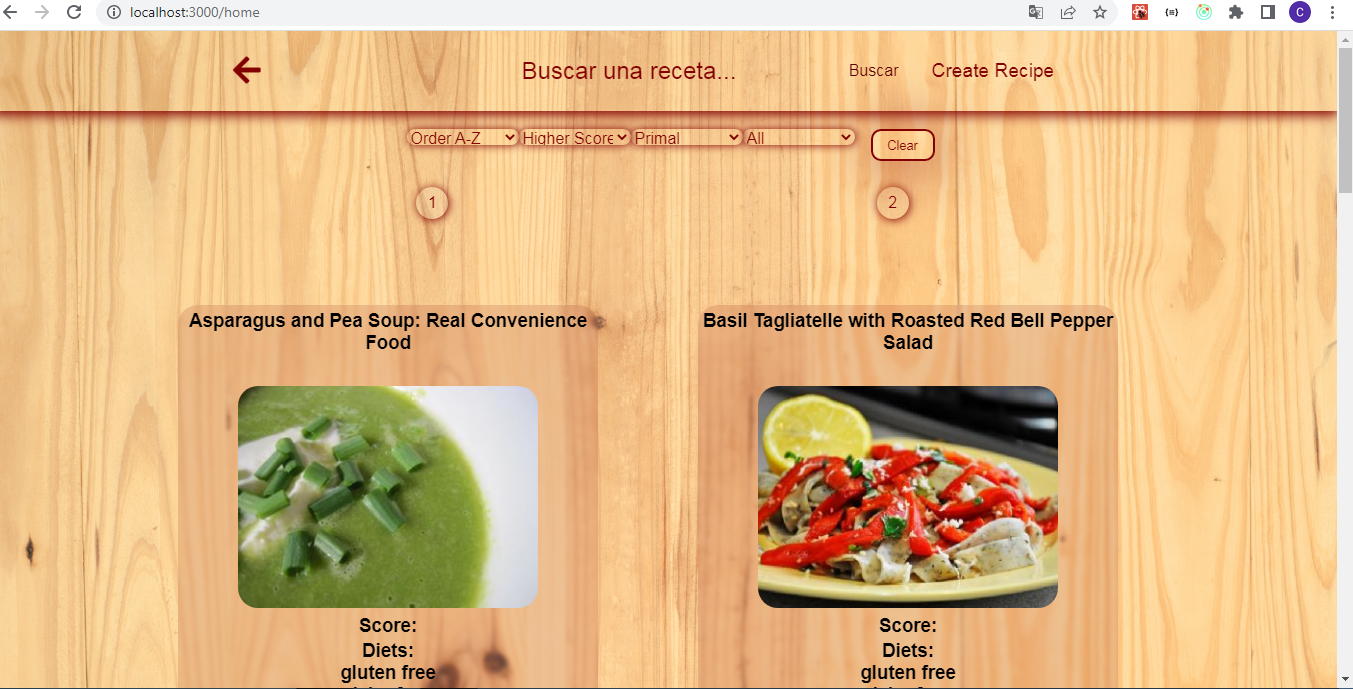 localhost:3000/home
C
Buscar una receta...
Buscar
Create Recipe
Order A-Z
Higher Score
Primal
All
Clear
1
2
Asparagus and Pea Soup: Real Convenience
Food
Basil Tagliatelle with Roasted Red Bell Pepper
Salad
Score:
Score:
Diets:
Diets:
gluten free
gluten free